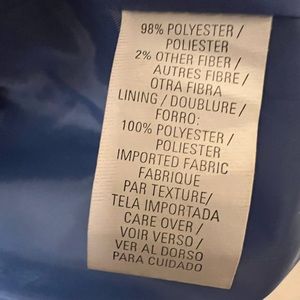 98% POLYESTER /
POLIESTER
2% OTHER FIBER /
AUTRES FIBRE /
OTRA FIBRA
LINING / DOUBLURE /
FORRO:
100% POLYESTER /
POLIESTER
IMPORTED FABRIC
FABRIQUE
PAR TEXTURE/
TELA IMPORTADA
CARE OVER /
VOIR VERSO /
VER AL DORSO
PARA CUIDADO